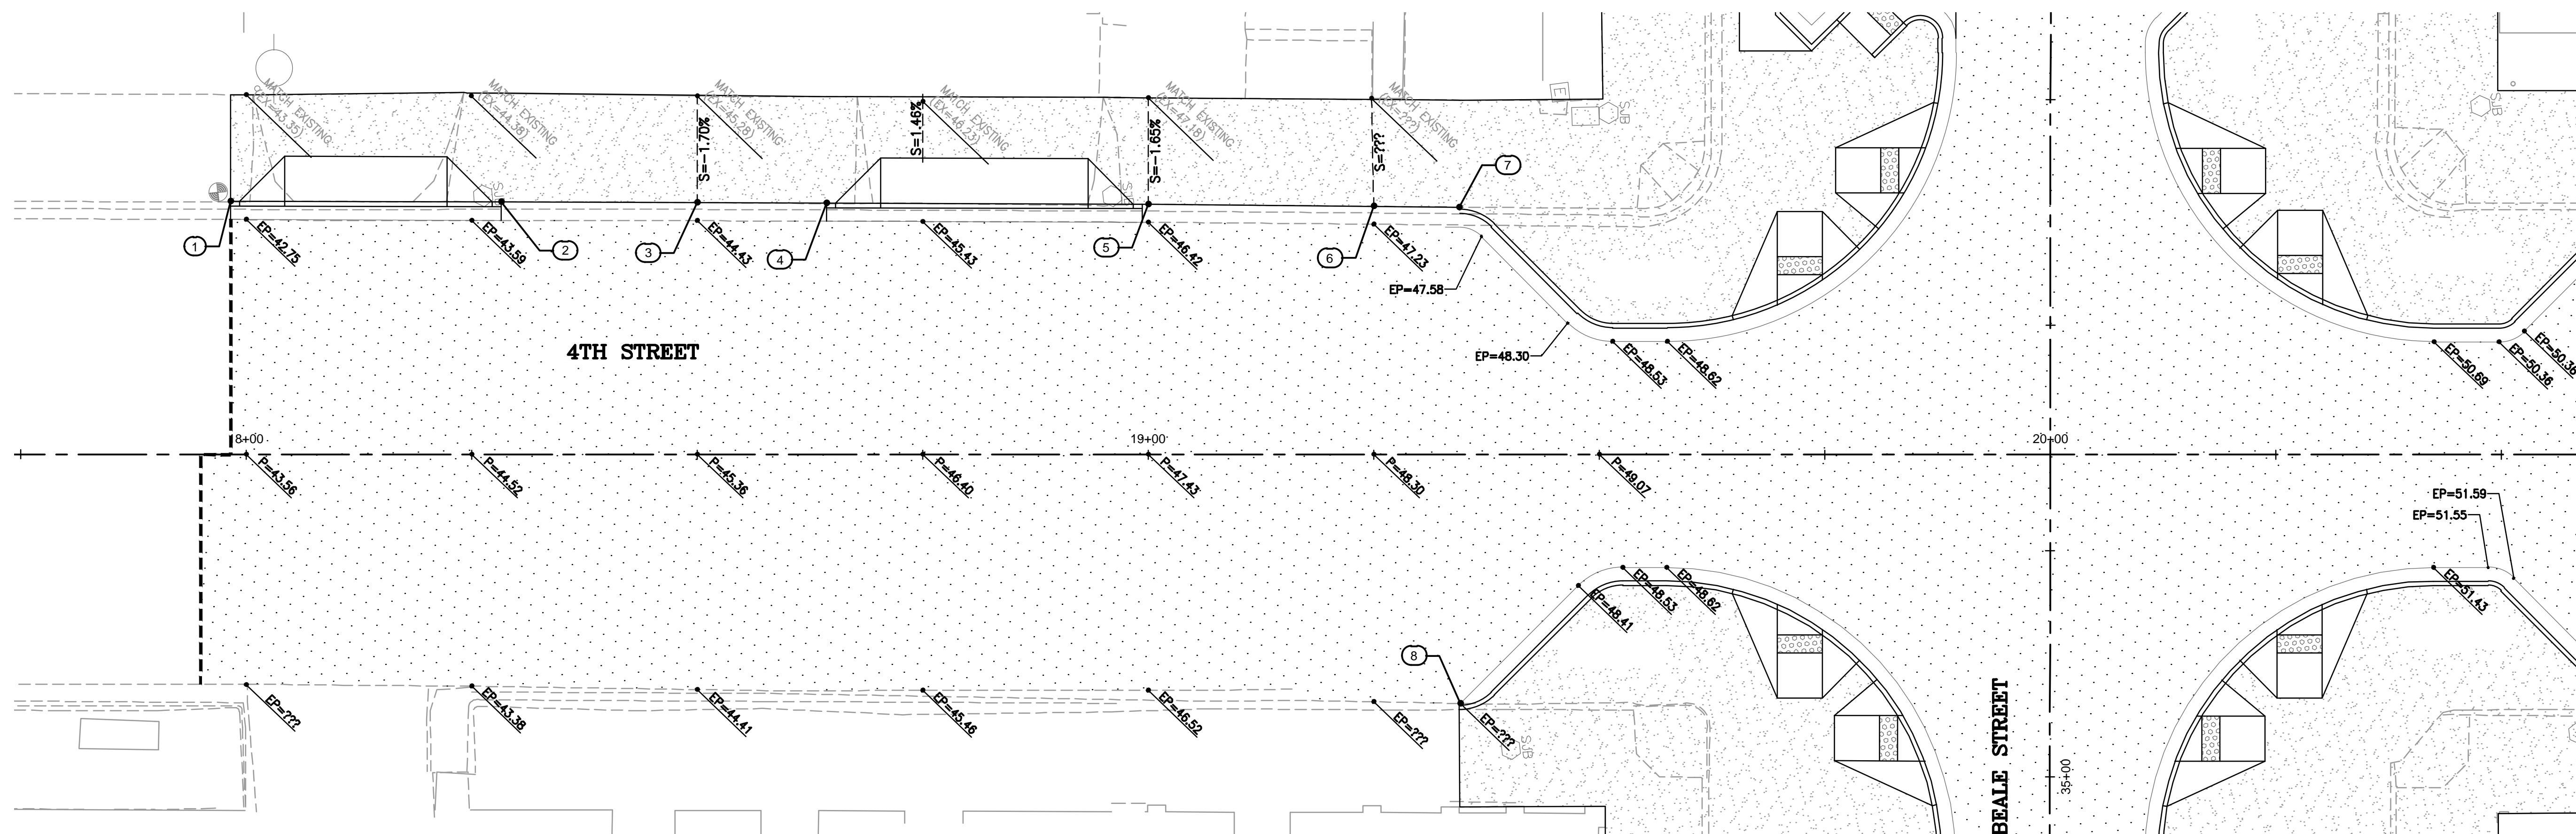 MATCH EXISTING
(EX=43.35)
MATCH EXISTING
(EX=44.38)
MATCH EXISTING
(EX=45.28)
MATCH EXISTING
(EX=46.23)
MATCH EXISTING
(EX=47.18)
MATCH EXISTING
(EX=???)
S=-1.70%
S=1.46%
S=-1.65%
S=???
SJB
SJB
1
2
3
4
5
6
7
EP=42.75
EP=43.59
EP=44.43
EP=45.43
EP=46.42
EP=47.23
EP=47.58
EP=48.30
EP=48.53
EP=48.62
EP=50.69
EP=50.36
EP=50.36
4TH STREET
8+00
19+00
20+00
P=43.56
P=44.52
P=45.36
P=46.40
P=47.43
P=48.30
P=49.07
EP=51.59
EP=51.55
EP=48.41
EP=48.53
EP=48.62
EP=51.43
8
EP=???
EP=43.38
EP=44.41
EP=45.46
EP=46.52
EP=???
EP=???
SJB
BEALE STREET
35+00